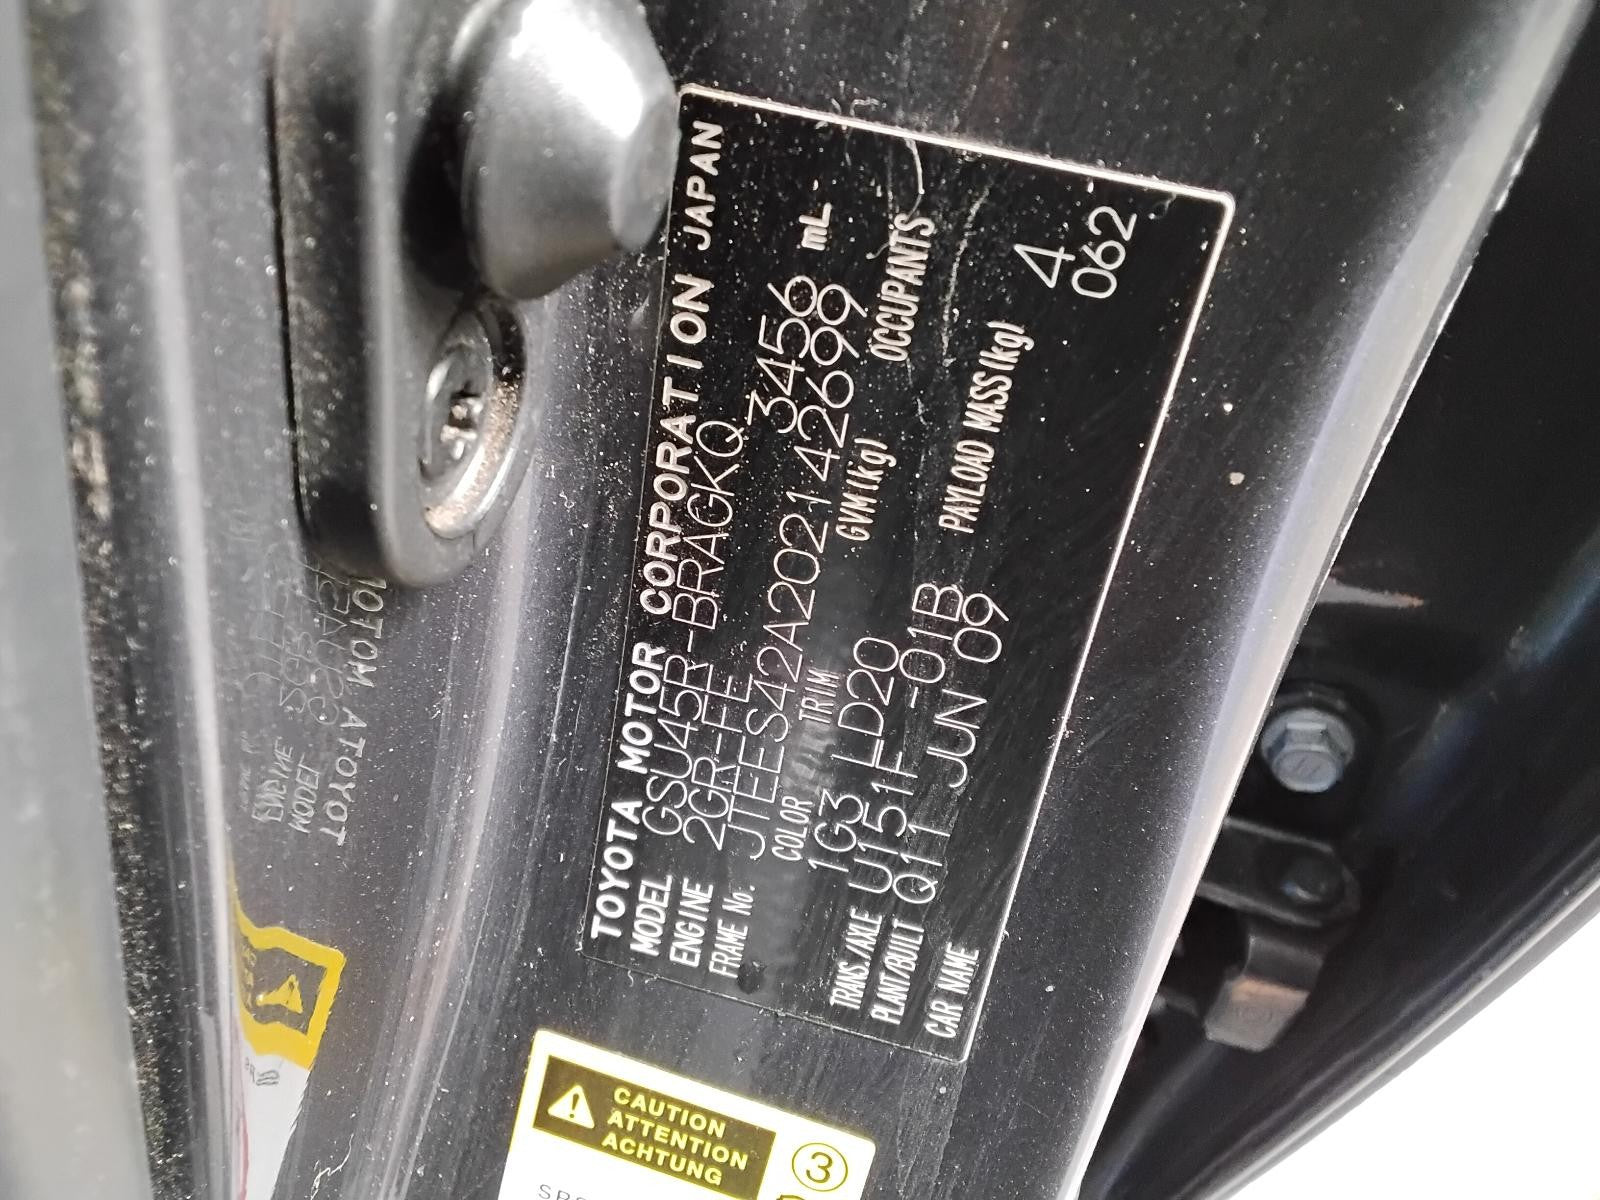 TOYOTA MOTOR CORPORATION JAPAN
MODEL GSU45R-BRAGKQ
ENGINE 2GR-FE 3456 mL
FRAME No. JTEES42A202142699
COLOR TRIM GVM(kg) OCCUPANTS
1G3 LD20
TRANS./AXLE U151F -01B
PLANT/BUILT Q11 JUN 09 PAYLOAD MASS(kg) 4
CAR NAME 062
CAUTION
ATTENTION
ACHTUNG
3